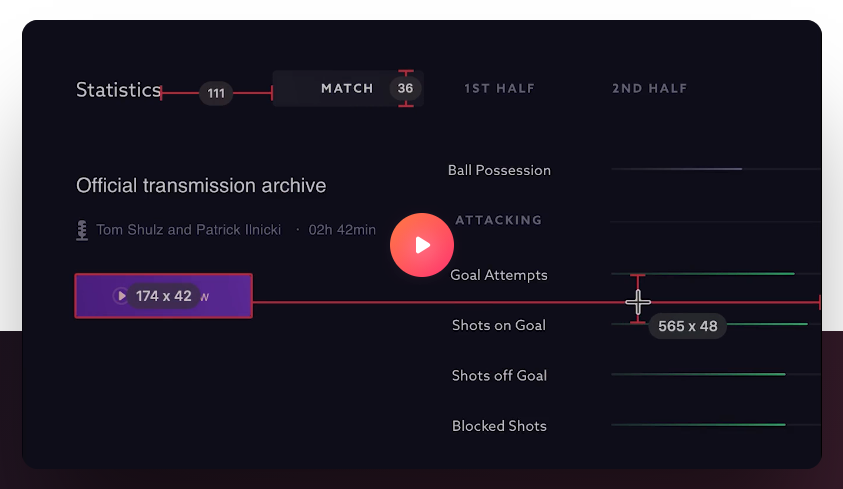 Statistics 111 MATCH 36 1ST HALF 2ND HALF
Ball Possession
Official transmission archive
ATTACKING
Tom Shulz and Patrick Ilnicki · 02h 42min
Goal Attempts
174 x 42 w
Shots on Goal 565 x 48
Shots off Goal
Blocked Shots